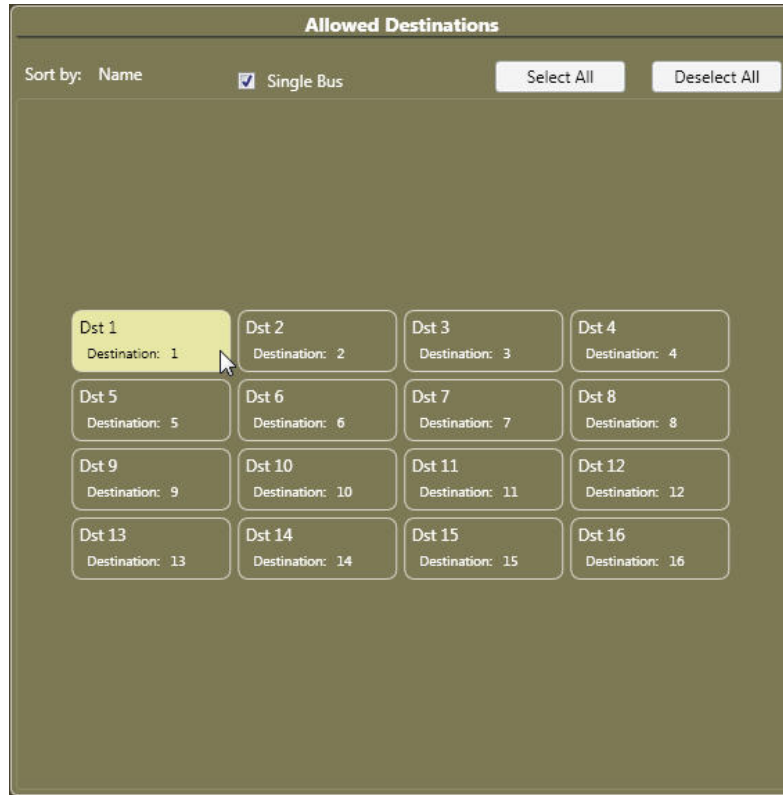 Allowed Destinations
Sort by: Name Single Bus Select All Deselect All
Dst 1 Dst 2 Dst 3 Dst 4
Destination: 1 Destination: 2 Destination: 3 Destination: 4
Dst 5 Dst 6 Dst 7 Dst 8
Destination: 5 Destination: 6 Destination: 7 Destination: 8
Dst 9 Dst 10 Dst 11 Dst 12
Destination: 9 Destination: 10 Destination: 11 Destination: 12
Dst 13 Dst 14 Dst 15 Dst 16
Destination: 13 Destination: 14 Destination: 15 Destination: 16